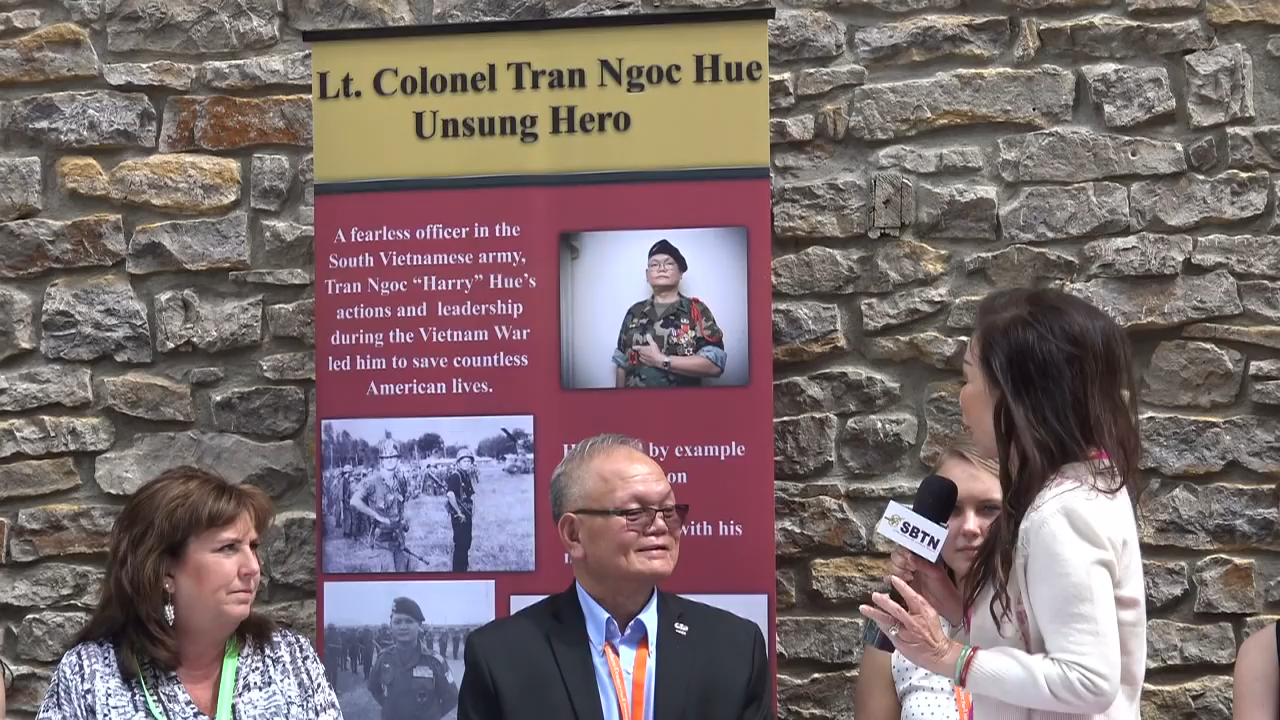 Lt. Colonel Tran Ngoc Hue
Unsung Hero
A fearless officer in the
South Vietnamese army,
Tran Ngoc “Harry” Hue’s
actions and leadership
during the Vietnam War
led him to save countless
American lives.
by example
on
with his
SBTN